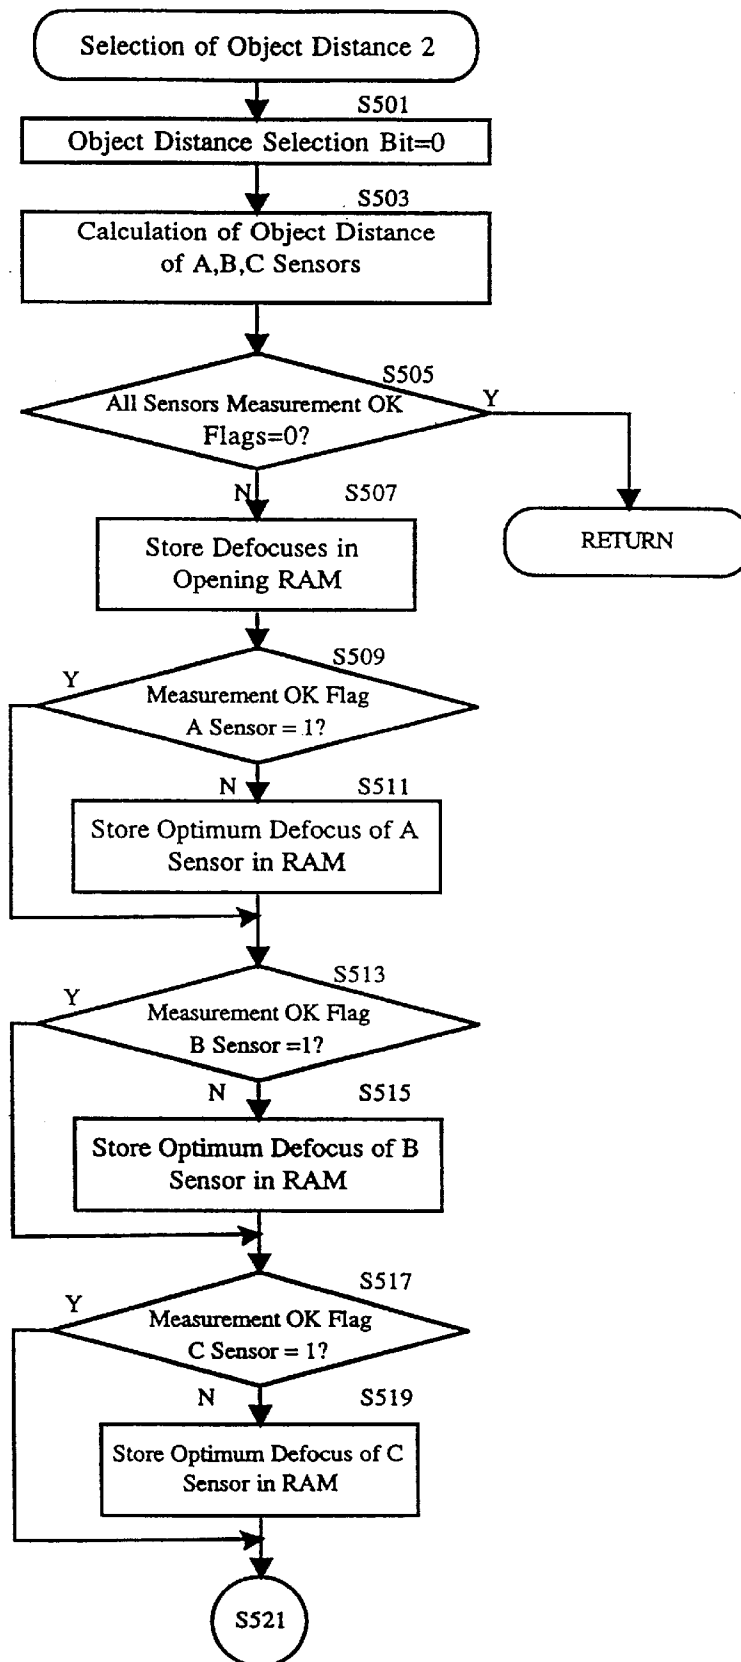 Selection of Object Distance 2
S501
Object Distance Selection Bit=0
S503
Calculation of Object Distance
of A,B,C Sensors
S505
All Sensors Measurement OK
Flags=0?
Y
N
S507
RETURN
Store Defocuses in
Opening RAM
S509
Y
Measurement OK Flag
A Sensor = 1?
N
S511
Store Optimum Defocus of A
Sensor in RAM
S513
Y
Measurement OK Flag
B Sensor =1?
N
S515
Store Optimum Defocus of B
Sensor in RAM
S517
Y
Measurement OK Flag
C Sensor = 1?
N
S519
Store Optimum Defocus of C
Sensor in RAM
S521